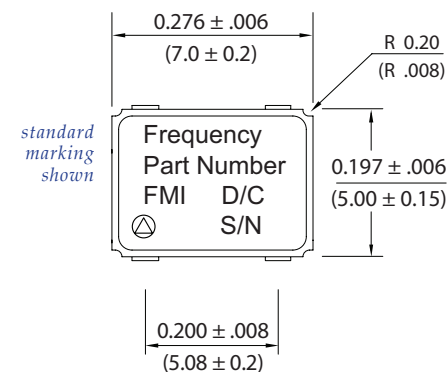 0.276 ± .006
(7.0 ± 0.2)
R 0.20
(R .008)
standard
marking
shown
Frequency
Part Number
FMI D/C
S/N
0.197 ± .006
(5.00 ± 0.15)
0.200 ± .008
(5.08 ± 0.2)